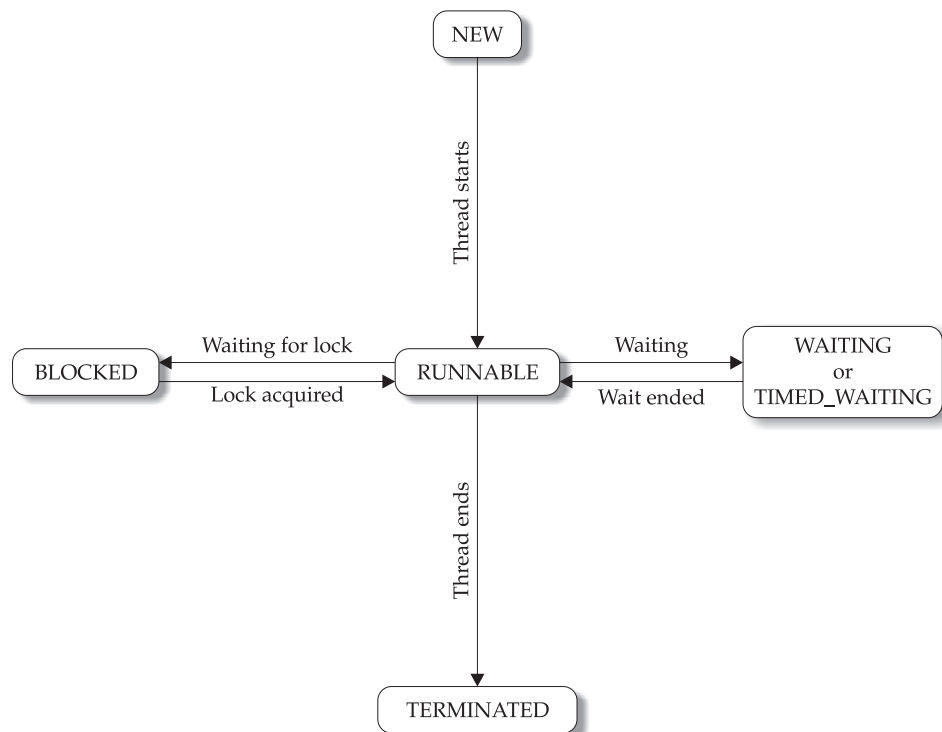 NEW
Thread starts
Waiting for lock
Waiting
WAITING
or
TIMED_WAITING
BLOCKED
RUNNABLE
Lock acquired
Wait ended
Thread ends
TERMINATED